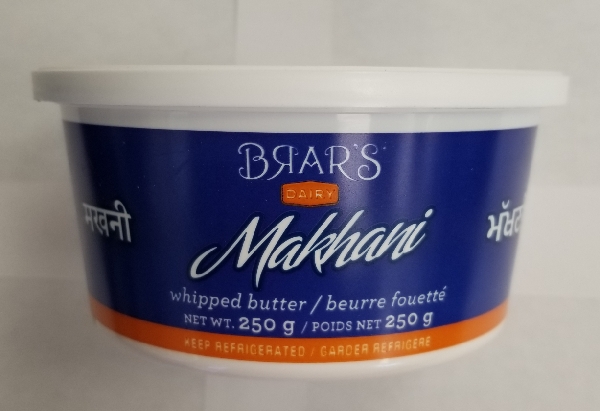 BRAR'S
DAIRY
Makhani
मखनी
whipped butter / beurre fouetté
NET WT. 250 g / POIDS NET 250 g
KEEP REFRIGERATED / GARDER REFRIGERE